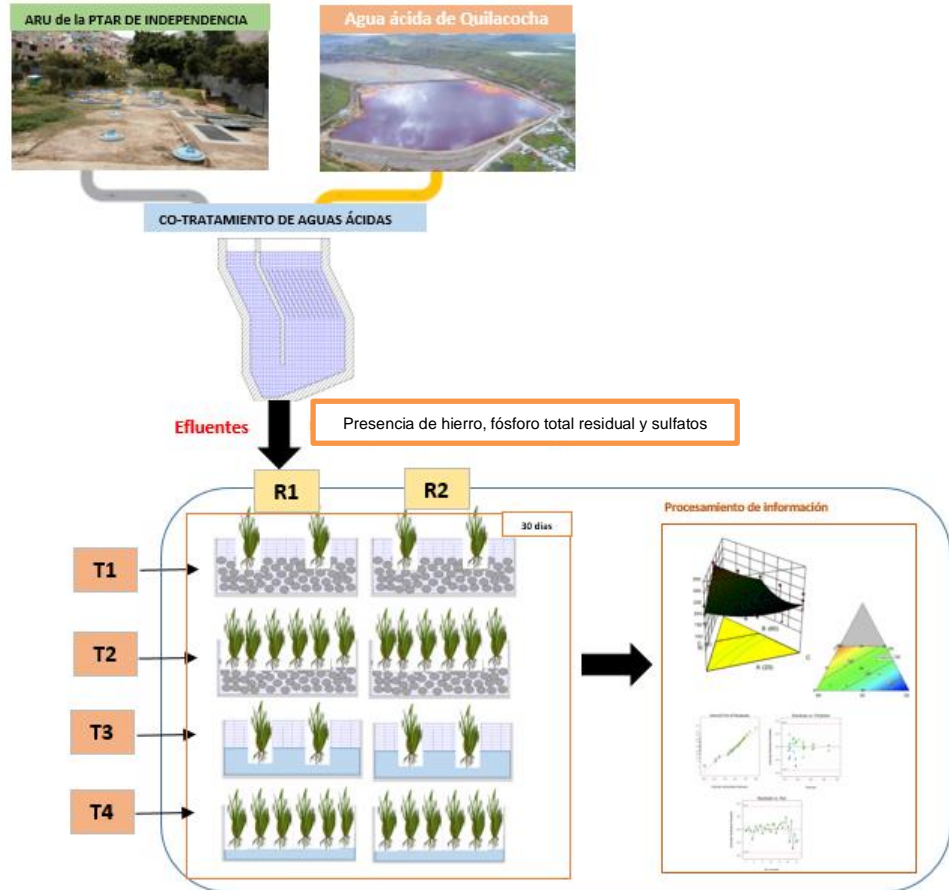 ARU de la PTAR DE INDEPENDENCIA
Agua ácida de Quilacocha
CO-TRATAMIENTO DE AGUAS ÁCIDAS
Efluentes
Presencia de hierro, fósforo total residual y sulfatos
R1
R2
Procesamiento de información
30 dias
T1
T2
T3
T4